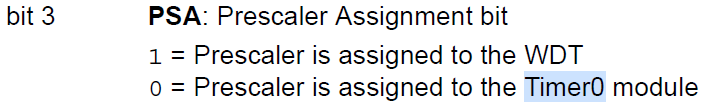 bit 3 PSA: Prescaler Assignment bit
1 = Prescaler is assigned to the WDT
0 = Prescaler is assigned to the Timer0 module